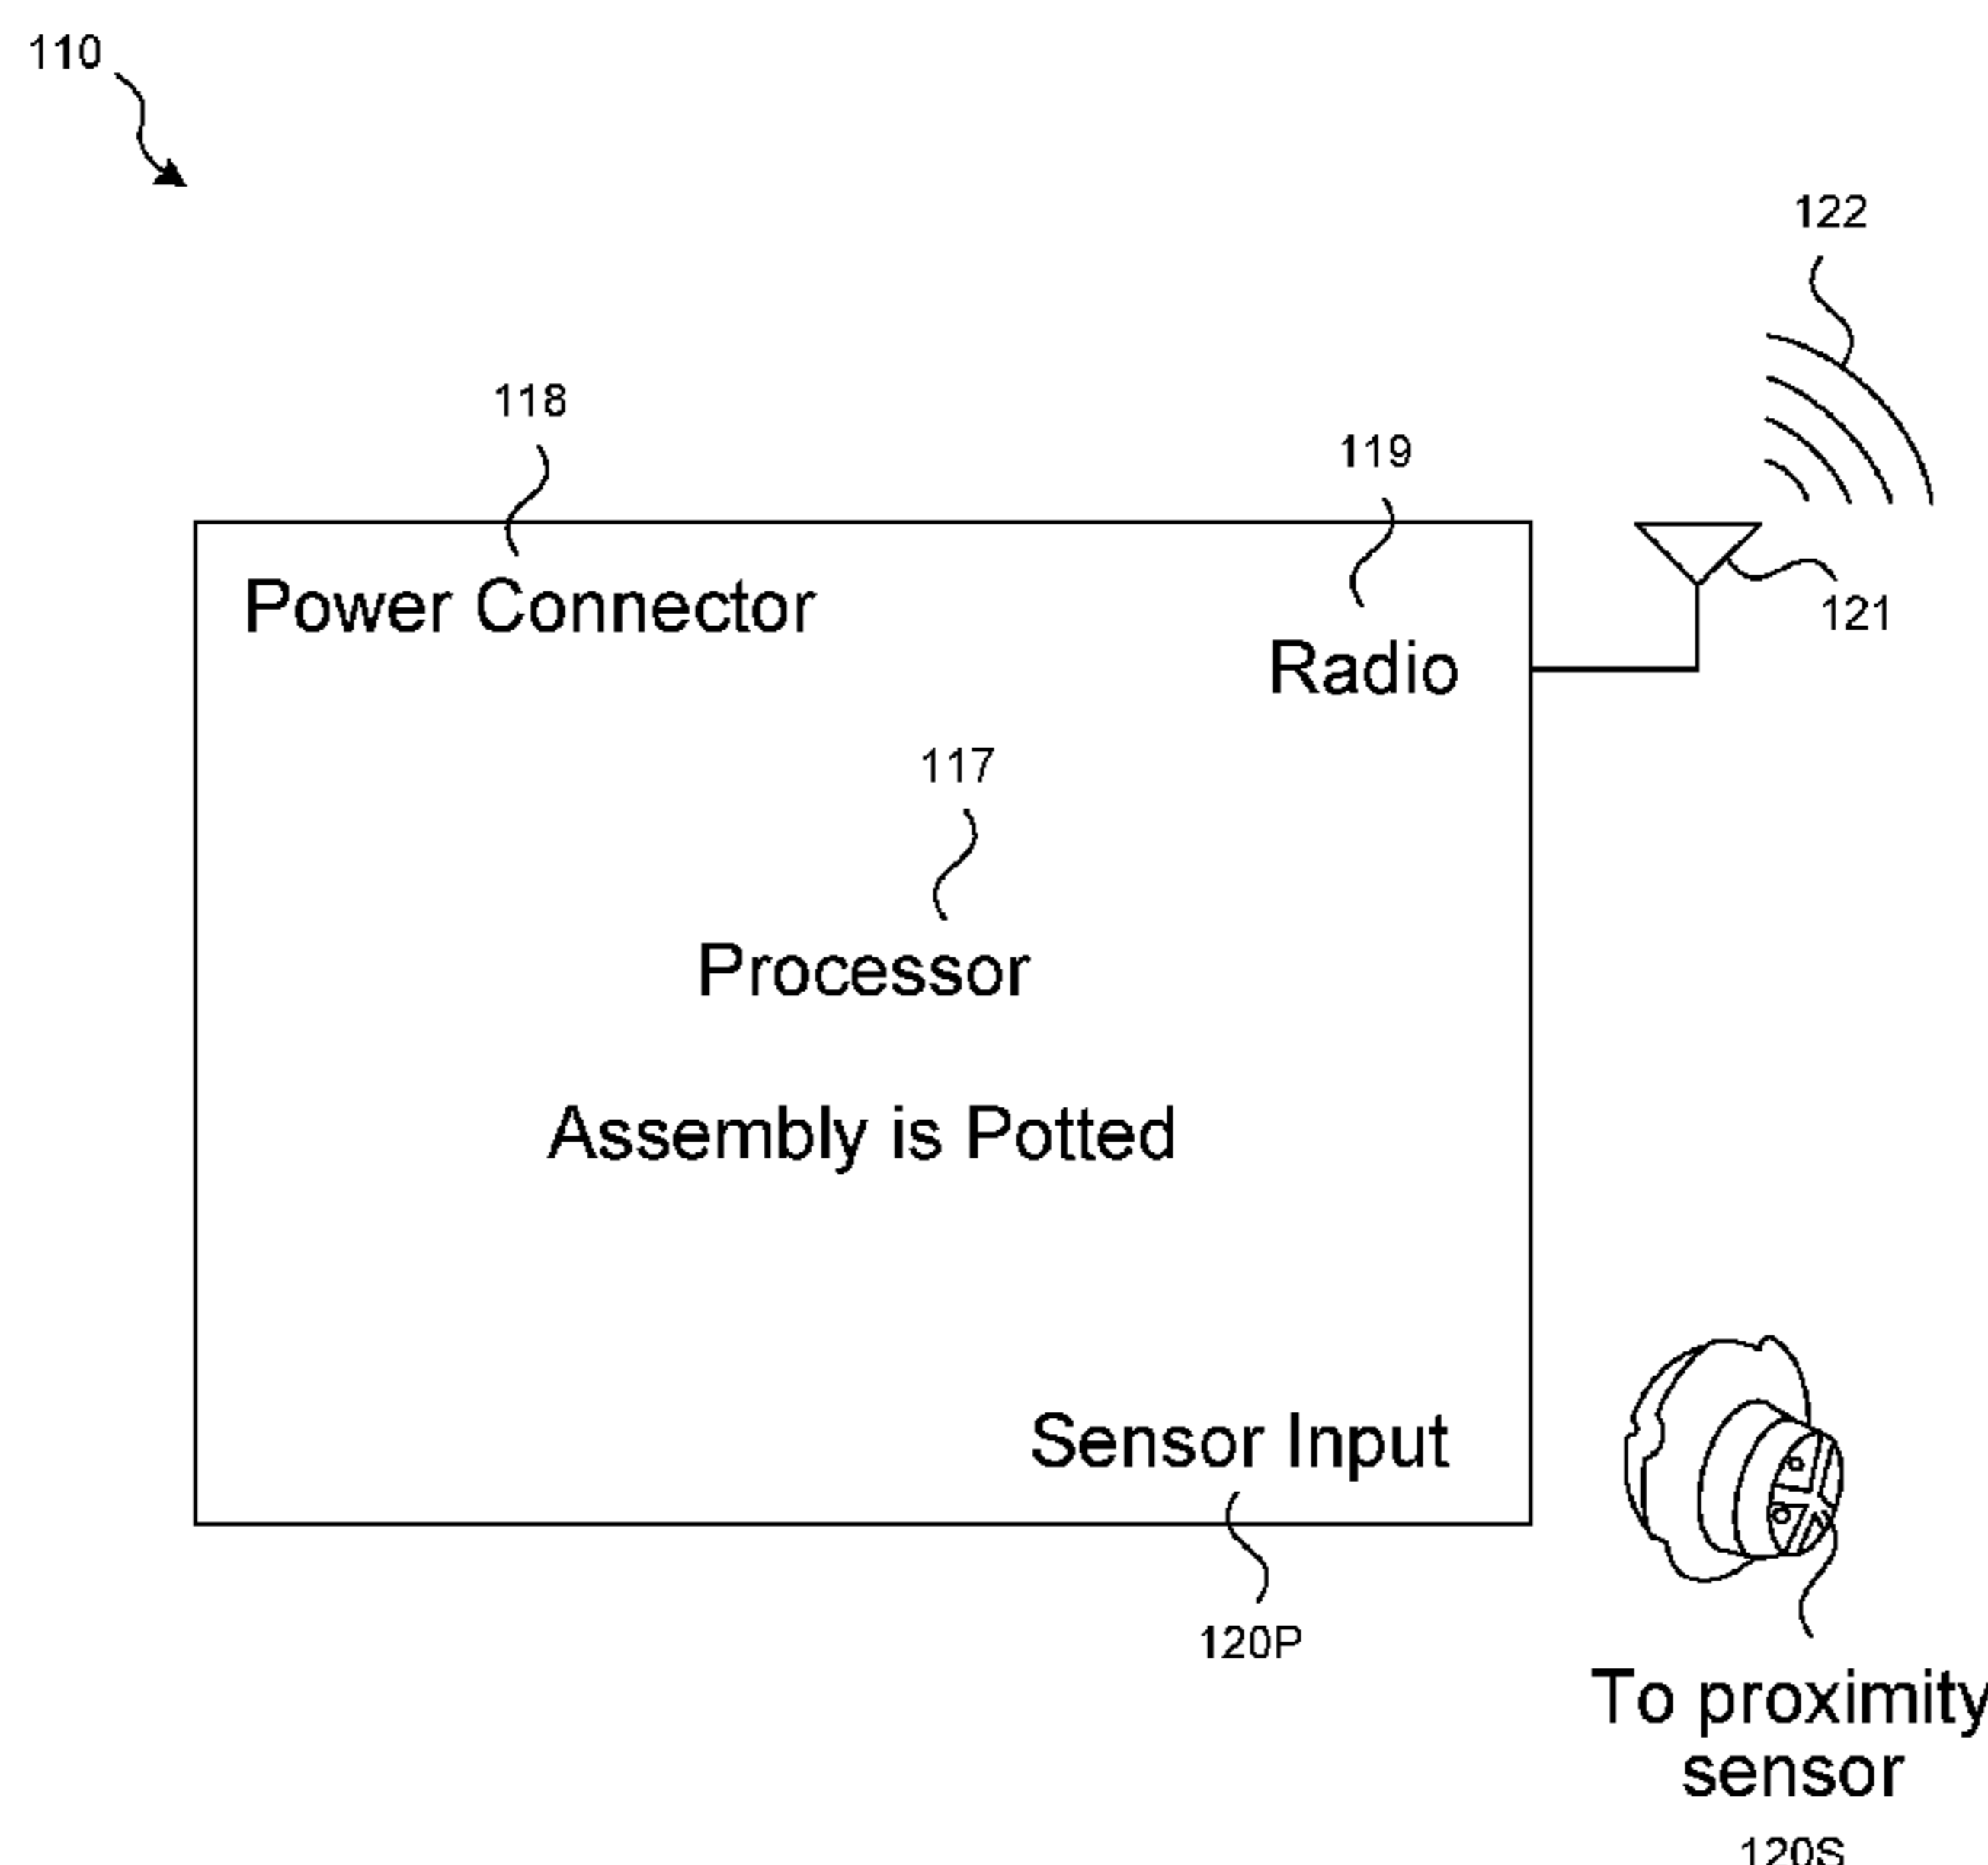 110
122
118
119
Power Connector
121
Radio
117
Processor
Assembly is Potted
Sensor Input
120P
To proximity
sensor
120S